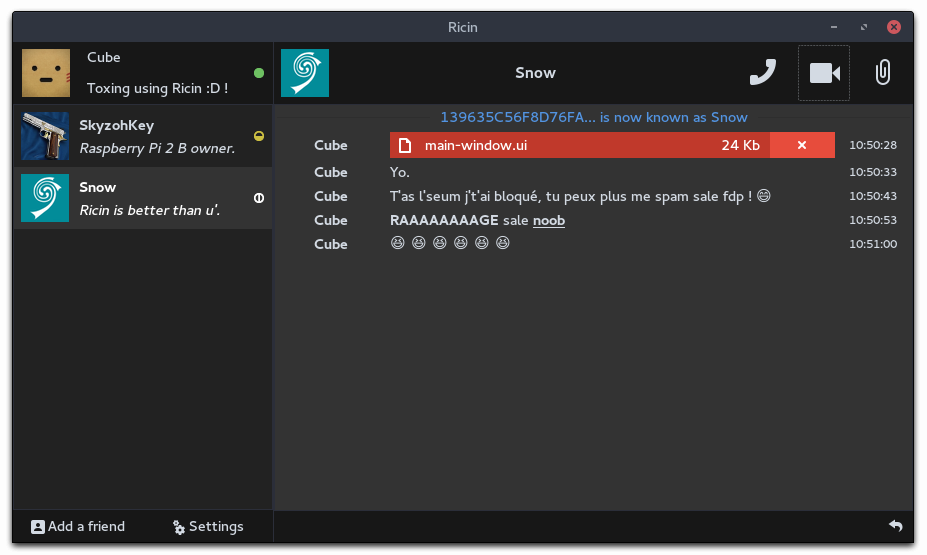 Ricin
Cube
Toxing using Ricin :D !
SkyzohKey
Raspberry Pi 2 B owner.
Snow
Ricin is better than u'.
Add a friend
Settings
Snow
139635C56F8D76FA... is now known as Snow
Cube main-window.ui 24 Kb 10:50:28
Cube Yo. 10:50:33
Cube T'as l'seum j't'ai bloqué, tu peux plus me spam sale fdp ! 😄 10:50:43
Cube RAAAAAAAAGE sale noob 10:50:53
Cube 😆 😆 😆 😆 😆 😆 10:51:00